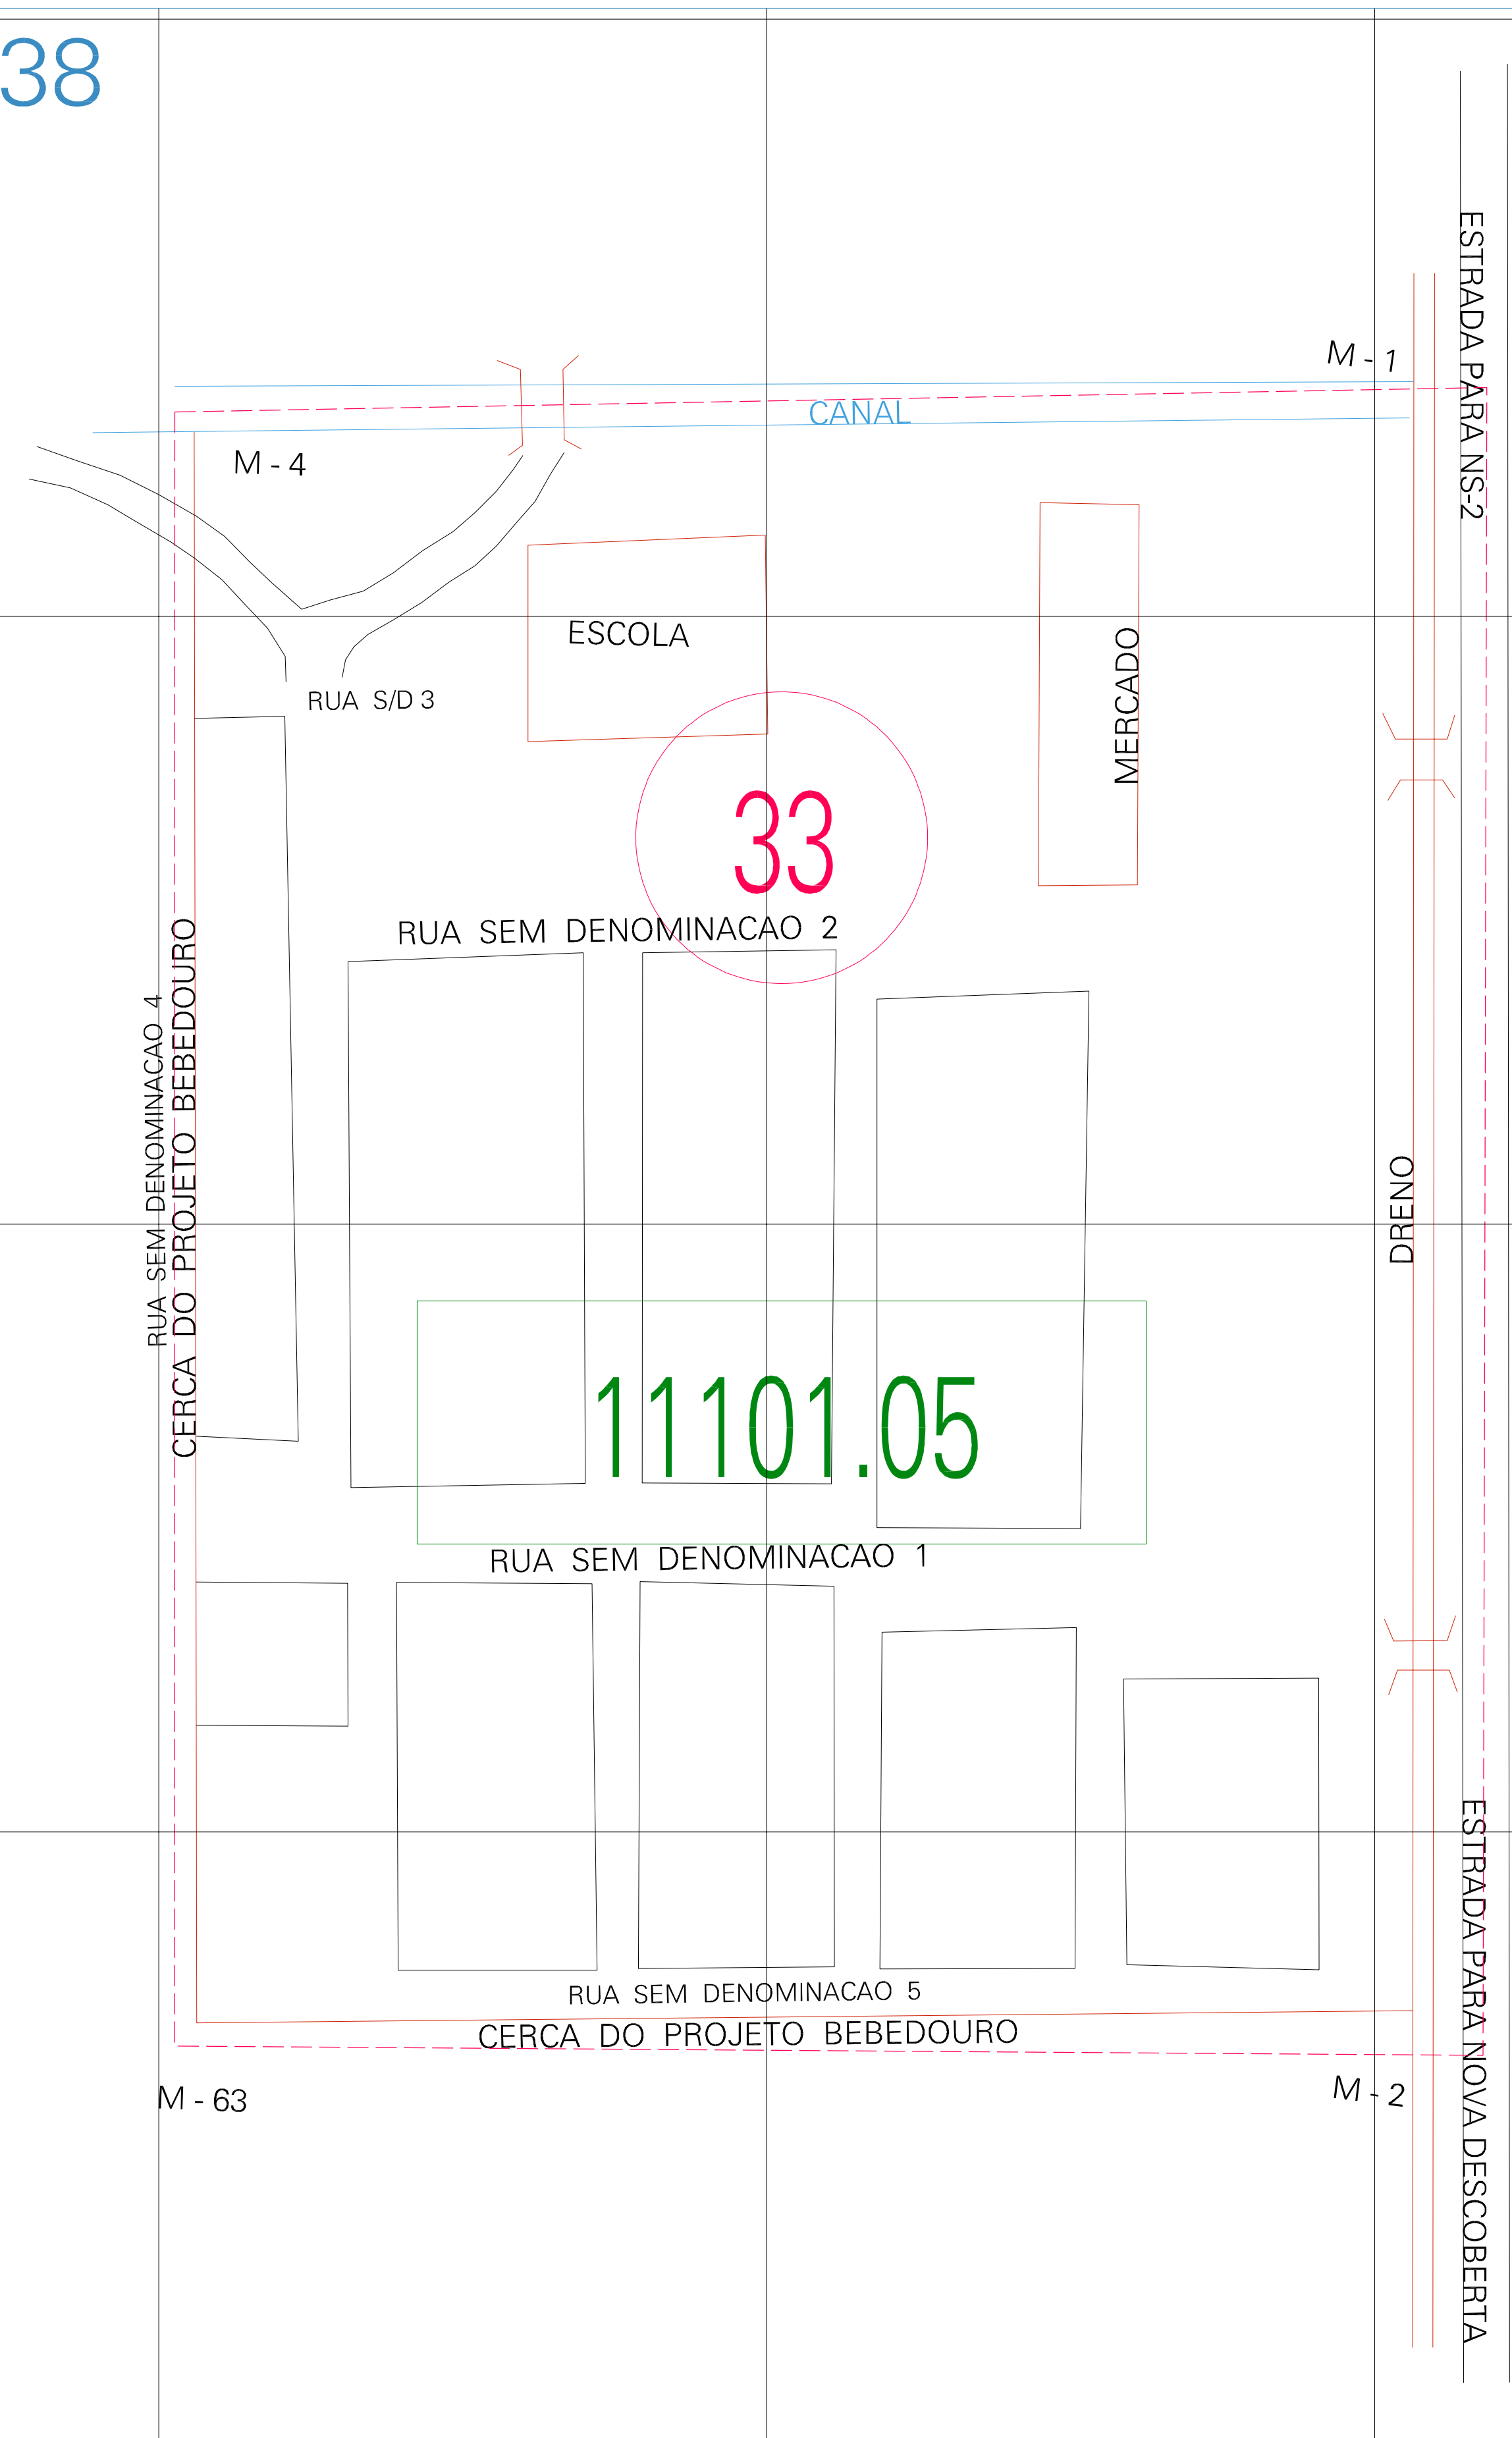 38
ESTRADA PARA NS-2
M - 1
CANAL
M - 4
ESCOLA
MERCADO
RUA S/D 3
33
RUA SEM DENOMINACAO 2
RUA SEM DENOMINACAO 4
CERCA DO PROJETO BEBEDOURO
DRENO
11101.05
RUA SEM DENOMINACAO 1
ESTRADA PARA NOVA DESCOBERTA
RUA SEM DENOMINACAO 5
CERCA DO PROJETO BEBEDOURO
M - 63
M - 2